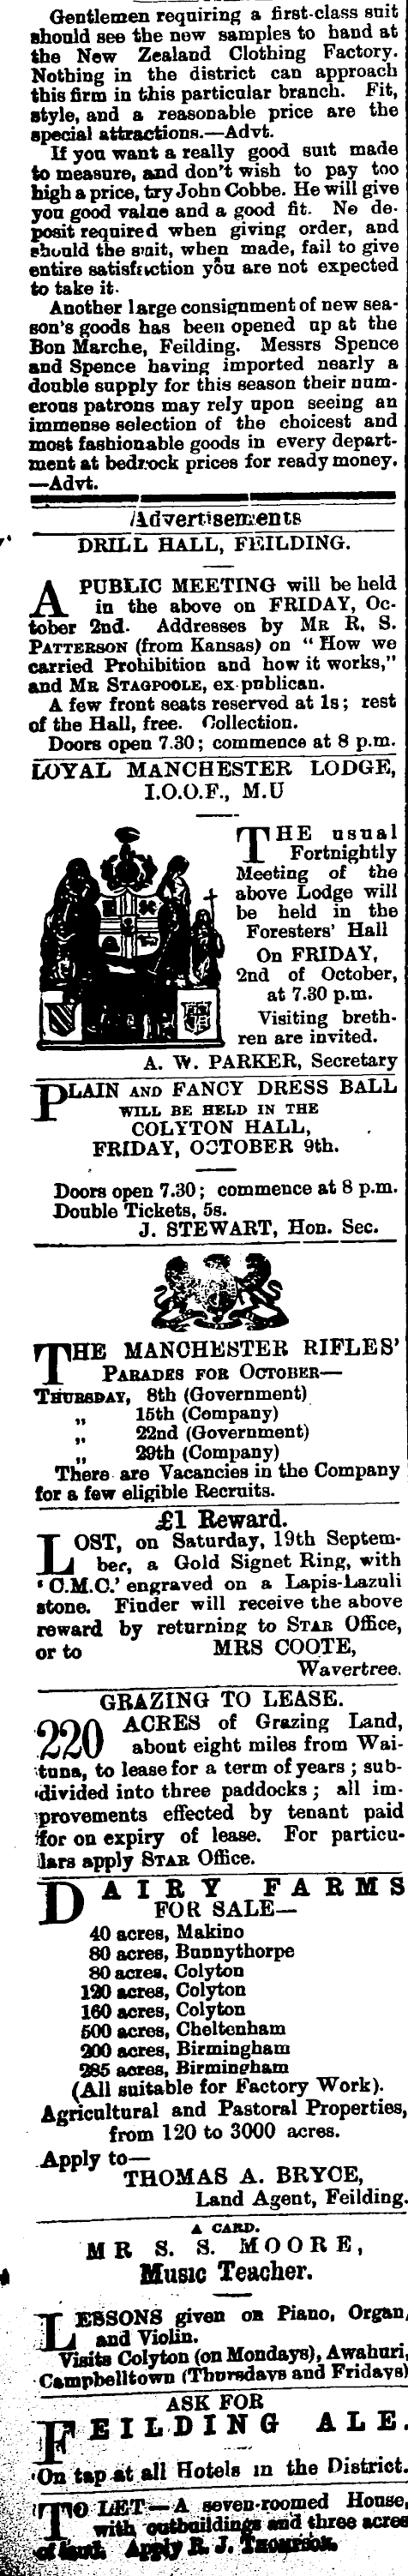 Gentlemen requiring a first-class suit
should see the new samples to hand at
the New Zealand Clothing Factory.
Nothing in the district can approach
this firm in this particular branch. Fit,
style, and a reasonable price are the
special attractions.—Advt.
If you want a really good suit made
to measure, and don't wish to pay too
high a price, try John Cobbe. He will give
you good value and a good fit. No de-
posit required when giving order, and
should the suit, when made, fail to give
entire satisfaction you are not expected
to take it.
Another large consignment of new sea-
son's goods has been opened up at the
Bon Marche, Feilding. Messrs Spence
and Spence having imported nearly a
double supply for this season their num-
erous patrons may rely upon seeing an
immense selection of the choicest and
most fashionable goods in every depart-
ment at bedrock prices for ready money.
—Advt.
Advertisements
DRILL HALL, FEILDING.
A PUBLIC MEETING will be held
in the above on FRIDAY, Oc-
tober 2nd. Addresses by MR R. S.
PATTERSON (from Kansas) on "How we
carried Prohibition and how it works,"
and MR STAGPOOLE, ex-publican.
A few front seats reserved at 1s; rest
of the Hall, free. Collection.
Doors open 7.30; commence at 8 p.m.
LOYAL MANCHESTER LODGE,
I.O.O.F., M.U
THE usual
Fortnightly
Meeting of the
above Lodge will
be held in the
Foresters' Hall
On FRIDAY,
2nd of October,
at 7.30 p.m.
Visiting breth-
ren are invited.
A. W. PARKER, Secretary
PLAIN AND FANCY DRESS BALL
WILL BE HELD IN THE
COLYTON HALL,
FRIDAY, OCTOBER 9th.
Doors open 7.30; commence at 8 p.m.
Double Tickets, 5s.
J. STEWART, Hon. Sec.
THE MANCHESTER RIFLES'
PARADES FOR OCTOBER—
THURSDAY, 8th (Government)
„ 15th (Company)
„ 22nd (Government)
„ 29th (Company)
There are Vacancies in the Company
for a few eligible Recruits.
£1 Reward.
LOST, on Saturday, 19th Septem-
ber, a Gold Signet Ring, with
'C.M.C.' engraved on a Lapis-Lazuli
stone. Finder will receive the above
reward by returning to STAR Office,
or to MRS COOTE,
Wavertree.
GRAZING TO LEASE.
220 ACRES of Grazing Land,
about eight miles from Wai-
tuna, to lease for a term of years; sub-
divided into three paddocks; all im-
provements effected by tenant paid
for on expiry of lease. For particu-
lars apply STAR Office.
DAIRY FARMS
FOR SALE—
40 acres, Makino
80 acres, Bunnythorpe
80 acres, Colyton
120 acres, Colyton
160 acres, Colyton
500 acres, Cheltenham
200 acres, Birmingham
285 acres, Birmingham
(All suitable for Factory Work).
Agricultural and Pastoral Properties,
from 120 to 3000 acres.
Apply to—
THOMAS A. BRYCE,
Land Agent, Feilding.
A CARD.
MR S. S. MOORE,
Music Teacher.
LESSONS given on Piano, Organ,
and Violin.
Visits Colyton (on Mondays), Awahuri,
Campbelltown (Thursdays and Fridays)
ASK FOR
FEILDING ALE.
On tap at all Hotels in the District.
TO LET—A seven-roomed House,
with outbuildings and three acres
of land. Apply R. J. THOMPSON.